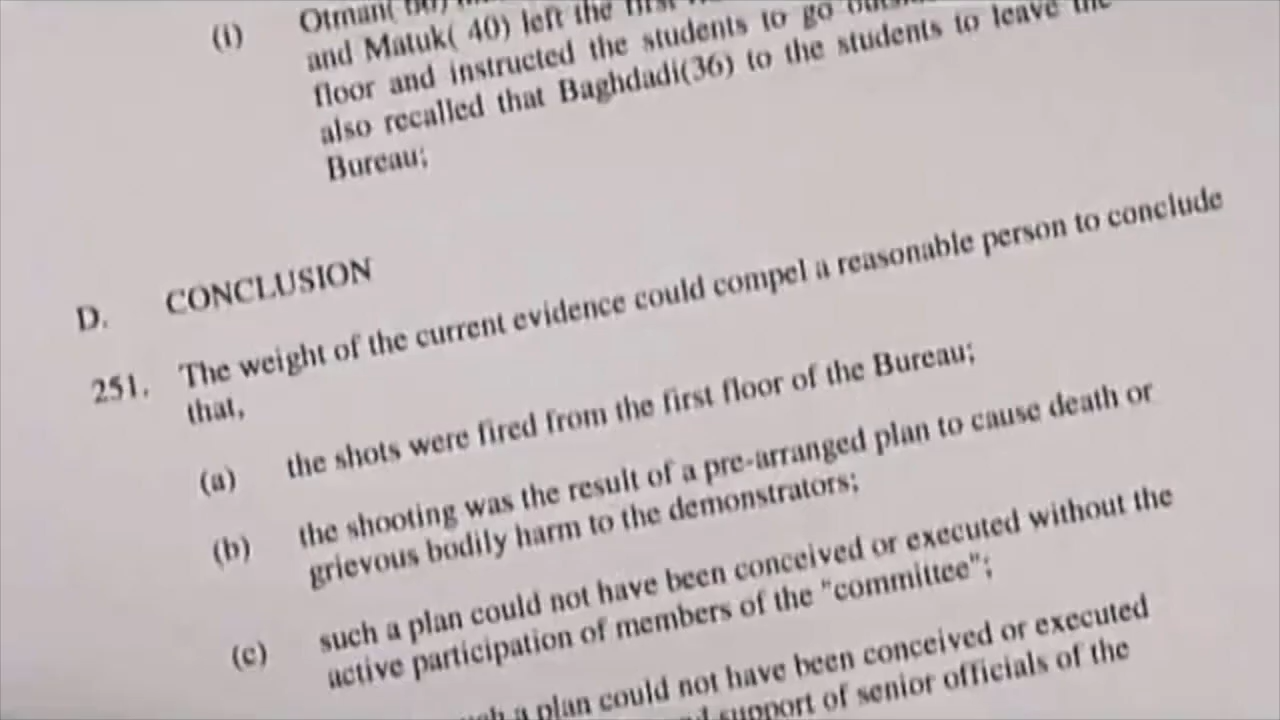 (i) Otman(
and Matuk( 40) left the first
floor and instructed the students to go
also recalled that Baghdadi(36) to the students to leave the
Bureau;
D. CONCLUSION
251. The weight of the current evidence could compel a reasonable person to conclude
that,
(a) the shots were fired from the first floor of the Bureau;
(b) the shooting was the result of a pre-arranged plan to cause death or
grievous bodily harm to the demonstrators;
(c) such a plan could not have been conceived or executed without the
active participation of members of the "committee";
a plan could not have been conceived or executed
support of senior officials of the